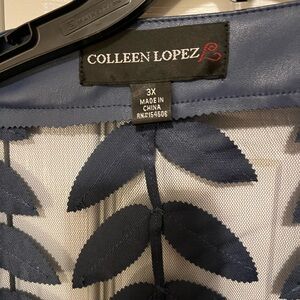 COLLEEN LOPEZ
3X
MADE IN
CHINA
RN#154606